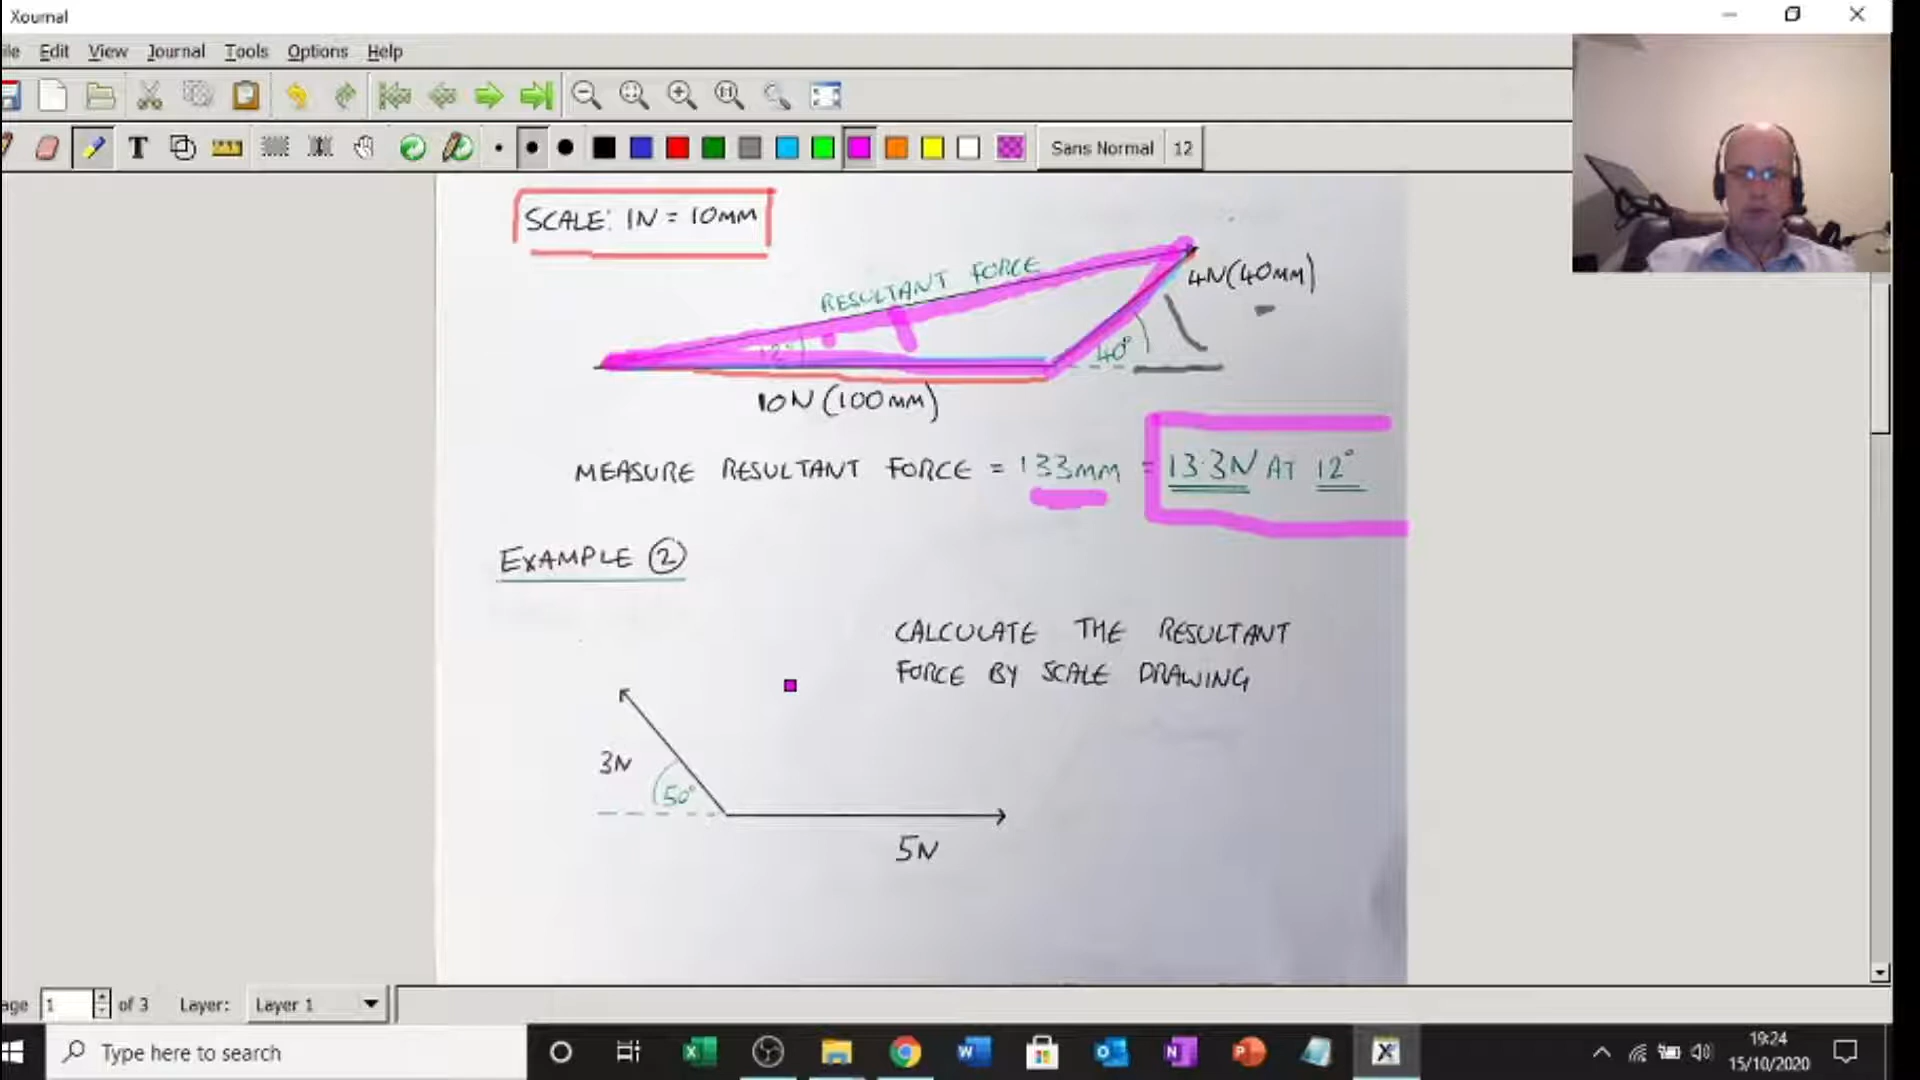 Xournal
ile Edit View Journal Tools Options Help
Sans Normal 12
SCALE: 1N = 10MM
RESULTANT FORCE
4N(40MM)
12°
40°
10N (100MM)
MEASURE RESULTANT FORCE = 133MM = 13.3N AT 12°
EXAMPLE ②
CALCULATE THE RESULTANT
FORCE BY SCALE DRAWING
3N
50°
5N
age 1 of 3 Layer: Layer 1
Type here to search
19:24
15/10/2020